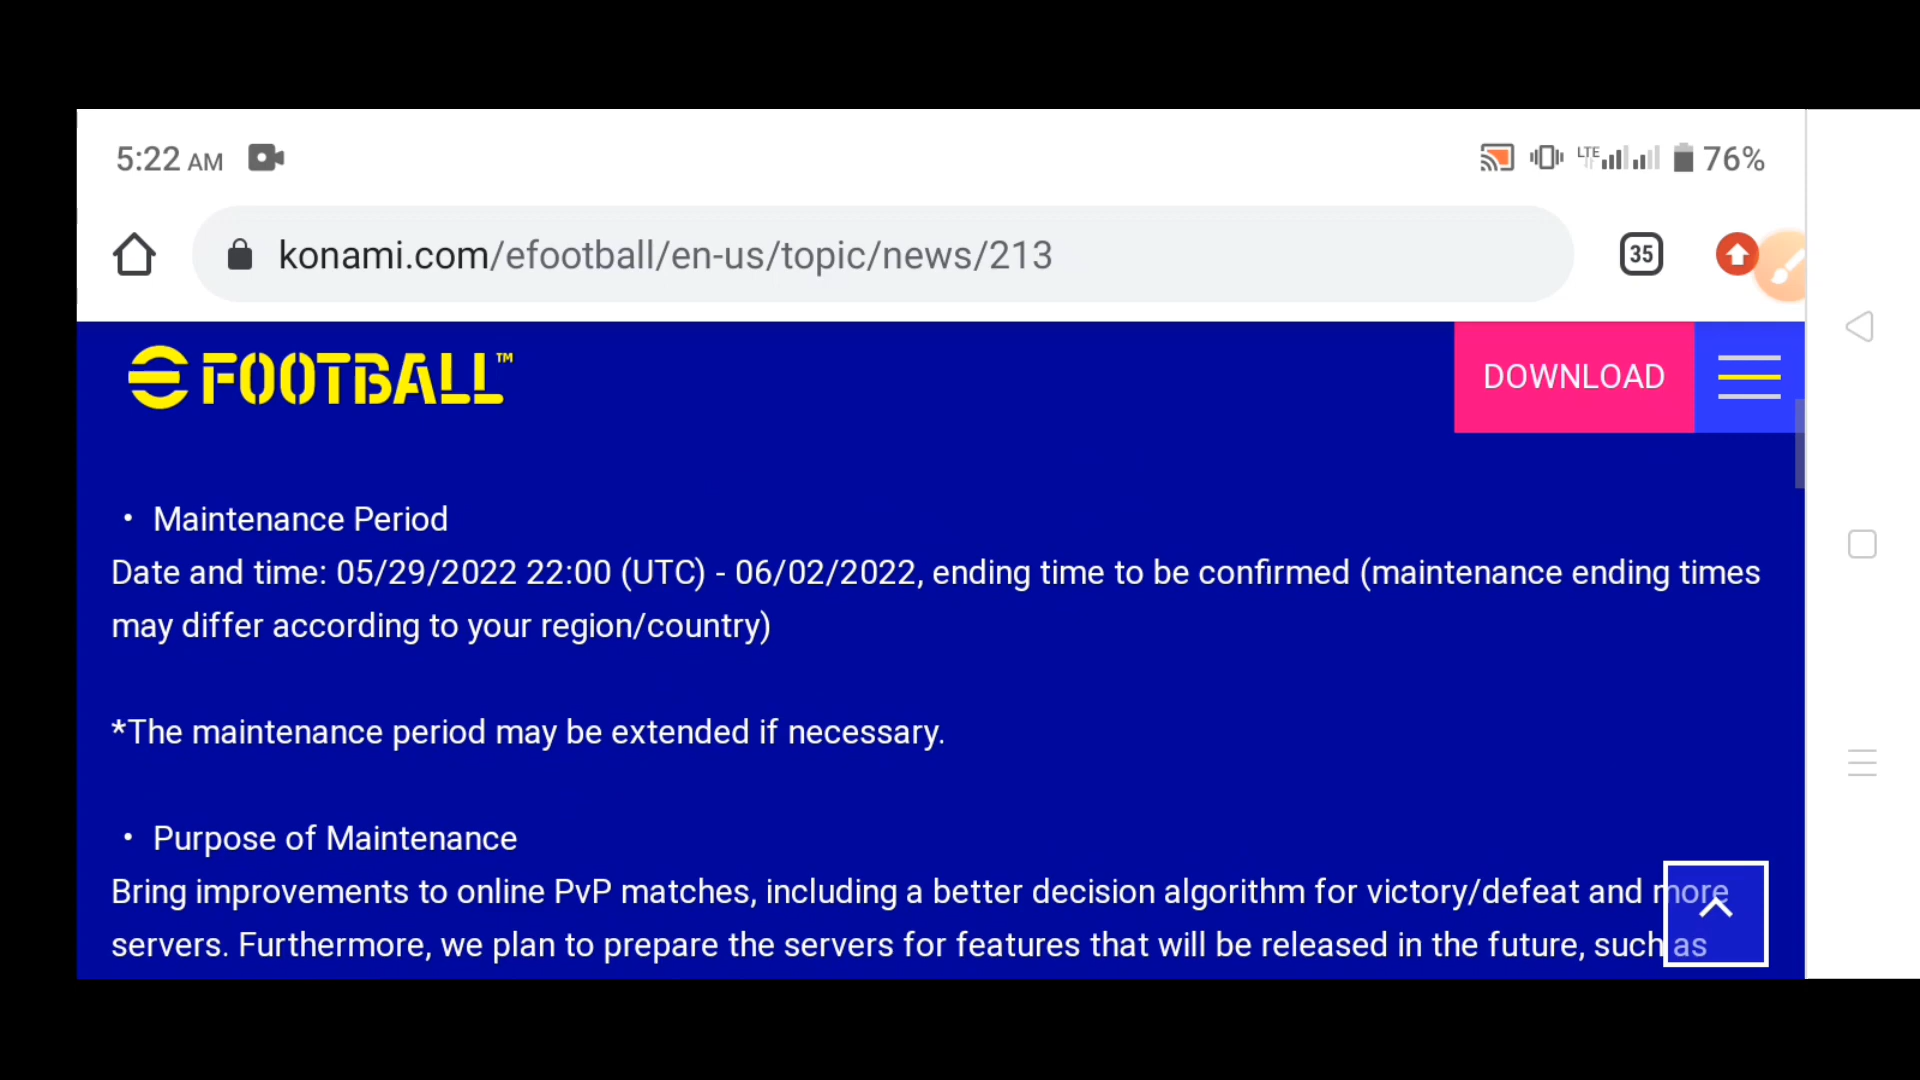 5:22 AM
LTE
76%
konami.com/efootball/en-us/topic/news/213
35
FOOTBALL™
DOWNLOAD
・ Maintenance Period
Date and time: 05/29/2022 22:00 (UTC) - 06/02/2022, ending time to be confirmed (maintenance ending times
may differ according to your region/country)
*The maintenance period may be extended if necessary.
・ Purpose of Maintenance
Bring improvements to online PvP matches, including a better decision algorithm for victory/defeat and more
servers. Furthermore, we plan to prepare the servers for features that will be released in the future, such as